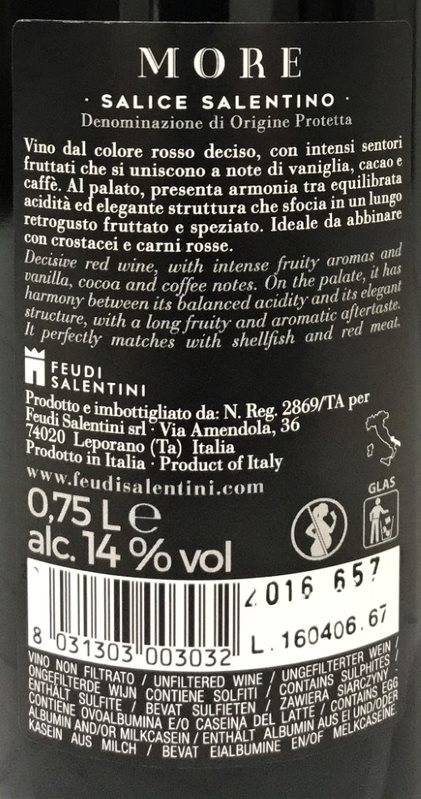 MORE
· SALICE SALENTINO ·
Denominazione di Origine Protetta
Vino dal colore rosso deciso, con intensi sentori
fruttati che si uniscono a note di vaniglia, cacao e
caffè. Al palato, presenta armonia tra equilibrata
acidità ed elegante struttura che sfocia in un lungo
retrogusto fruttato e speziato. Ideale da abbinare
con crostacei e carni rosse.
Decisive red wine, with intense fruity aromas and
vanilla, cocoa and coffee notes. On the palate, it has
harmony between its balanced acidity and its elegant
structure, with a long fruity and aromatic aftertaste.
It perfectly matches with shellfish and red meat.
FEUDI
SALENTINI
Prodotto e imbottigliato da: N. Reg. 2869/TA per
Feudi Salentini srl · Via Amendola, 36
74020 Leporano (Ta) Italia
Prodotto in Italia · Product of Italy
www.feudisalentini.com
GLAS
0,75 L e
alc. 14 % vol
016 657
L. 160406.67
8 031303 003032
VINO NON FILTRATO / UNFILTERED WINE / UNGEFILTERTER WEIN /
ONGEFILTERDE WIJN CONTIENE SOLFITI / CONTAINS SULPHITES /
ENTHÄLT SULFITE / BEVAT SULFIETEN / ZAWIERA SIARCZYNY ·
CONTIENE OVOALBUMINA E/O CASEINA DEL LATTE / CONTAINS EGG
ALBUMIN AND/OR MILKCASEIN / ENTHÄLT ALBUMIN AUS EI UND/ODER
KASEIN AUS MILCH / BEVAT EIALBUMINE EN/OF MELKCASEINE